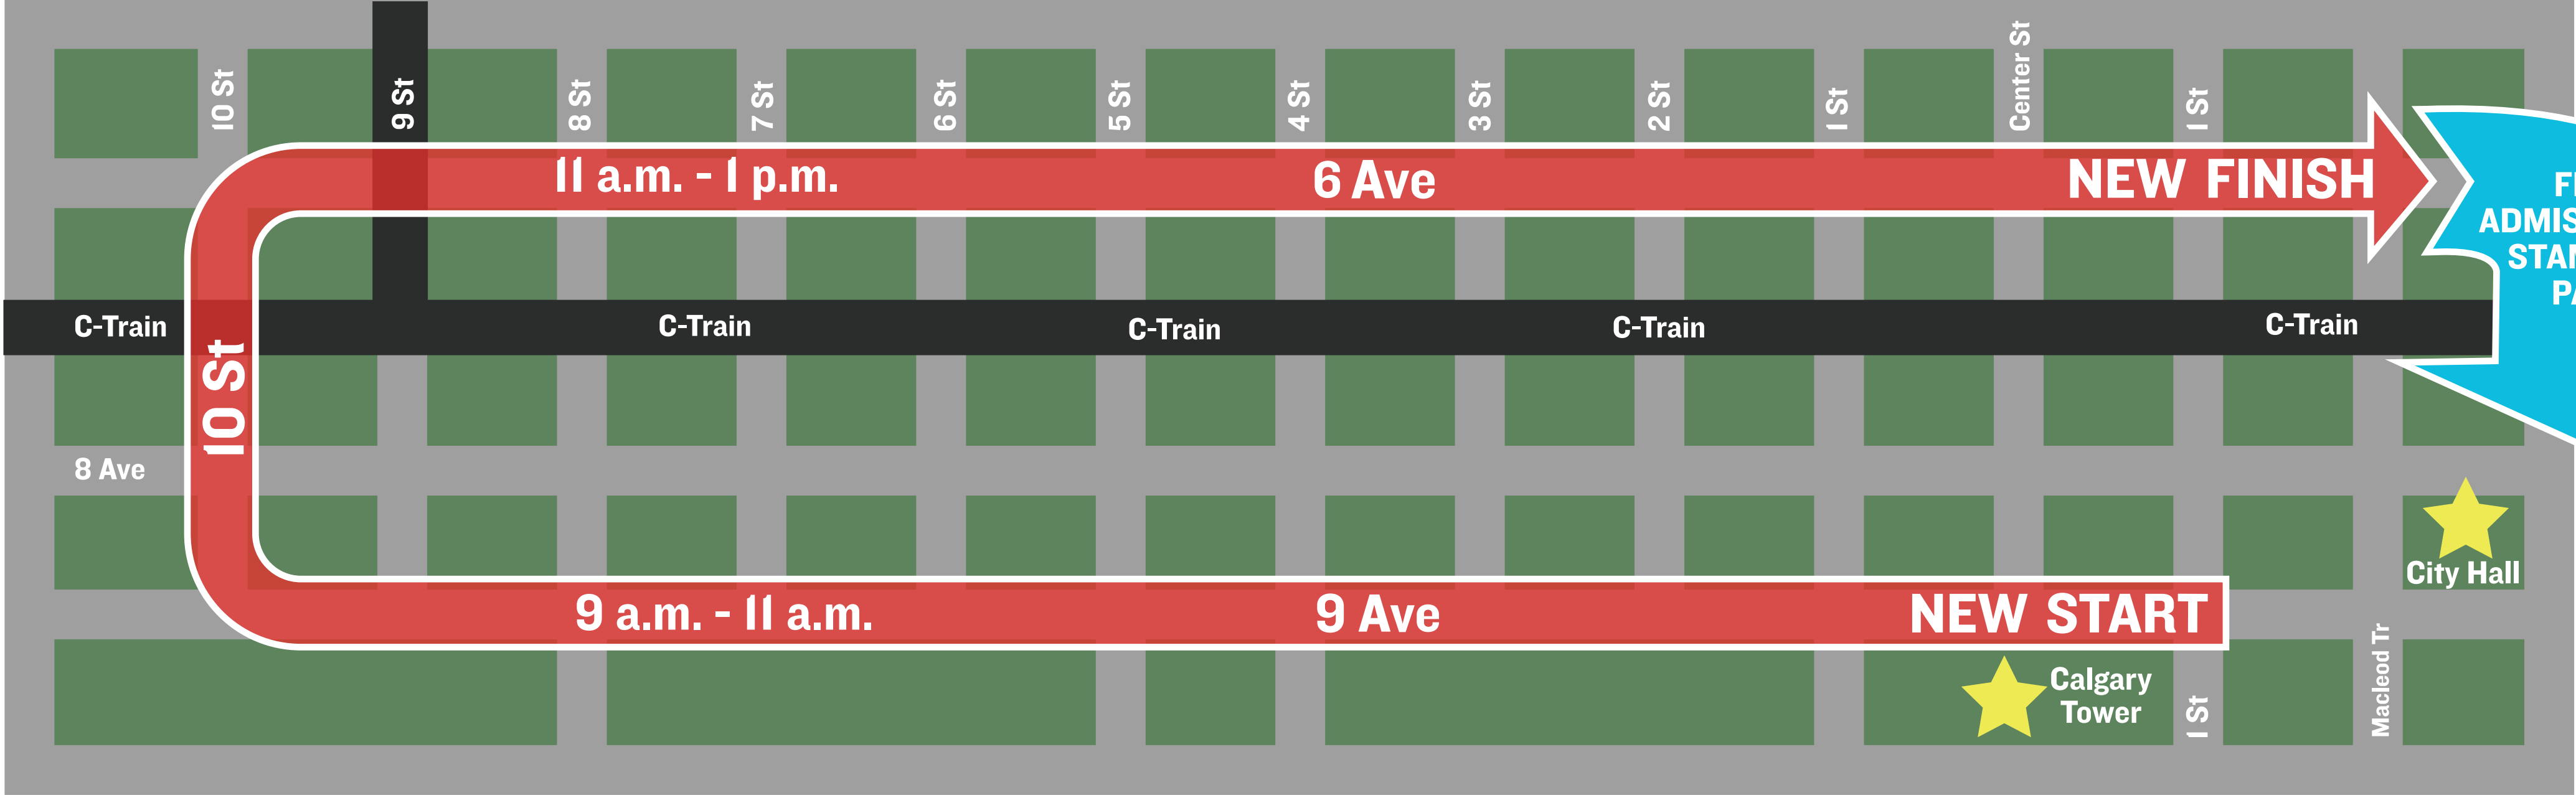 10 St
9 St
8 St
7 St
6 St
5 St
4 St
3 St
2 St
1 St
Center St
1 St
11 a.m. - 1 p.m.
6 Ave
NEW FINISH
C-Train
C-Train
C-Train
C-Train
C-Train
10 St
8 Ave
City Hall
9 a.m. - 11 a.m.
9 Ave
NEW START
Calgary
Tower
1 St
Macleod Tr